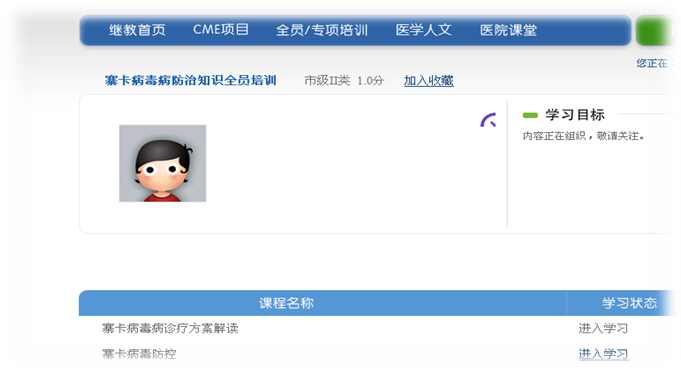 继教首页 CME项目 全员/专项培训 医学人文 医院课堂
您正在：
寨卡病毒病防治知识全员培训 市级II类 1.0分 加入收藏
学习目标
内容正在组织，敬请关注。
课程名称 学习状态
寨卡病毒病诊疗方案解读 进入学习
寨卡病毒防控 进入学习